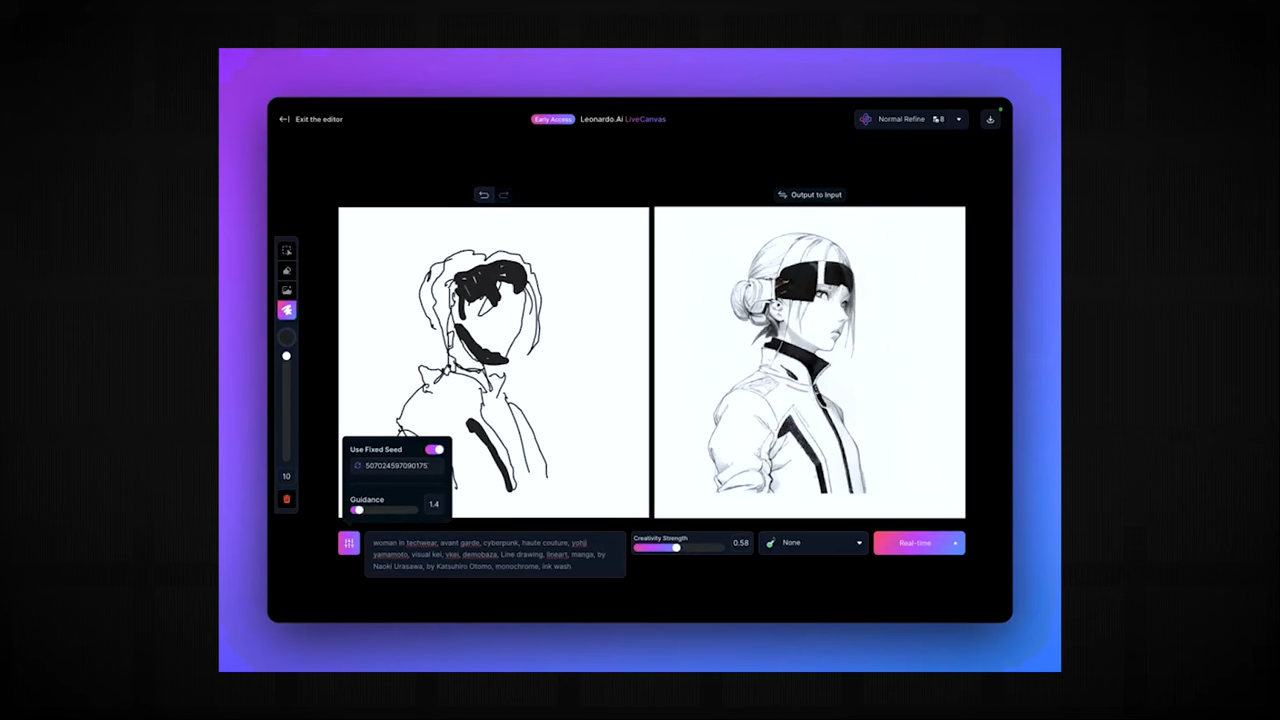 Exit the editor
Early Access Leonardo.Ai LiveCanvas
Normal Refine 8
Output to Input
10
Use Fixed Seed
507024597090175
Guidance
1.4
woman in techwear, avant garde, cyberpunk, haute couture, yohji
yamamoto, visual kei, vkei, demobaza, Line drawing, lineart, manga, by
Naoki Urasawa, by Katsuhiro Otomo, monochrome, ink wash
Creativity Strength
0.58
None
Real-time